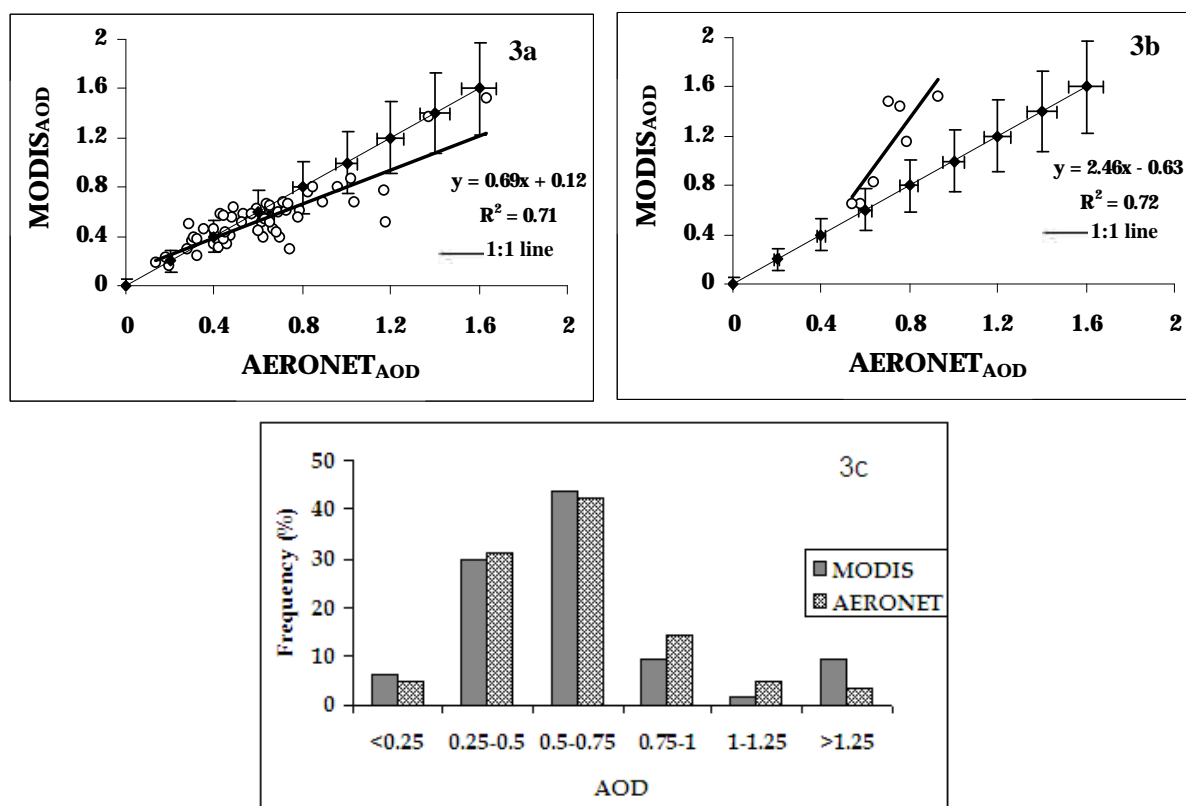 3a
MODIS_AOD
2
1.6
1.2
0.8
0.4
0
y = 0.69x + 0.12
R² = 0.71
1:1 line
0 0.4 0.8 1.2 1.6 2
AERONET_AOD
3b
MODIS_AOD
2
1.6
1.2
0.8
0.4
0
y = 2.46x - 0.63
R² = 0.72
1:1 line
0 0.4 0.8 1.2 1.6 2
AERONET_AOD
3c
Frequency (%)
50
40
30
20
10
0
MODIS
AERONET
<0.25 0.25-0.5 0.5-0.75 0.75-1 1-1.25 >1.25
AOD